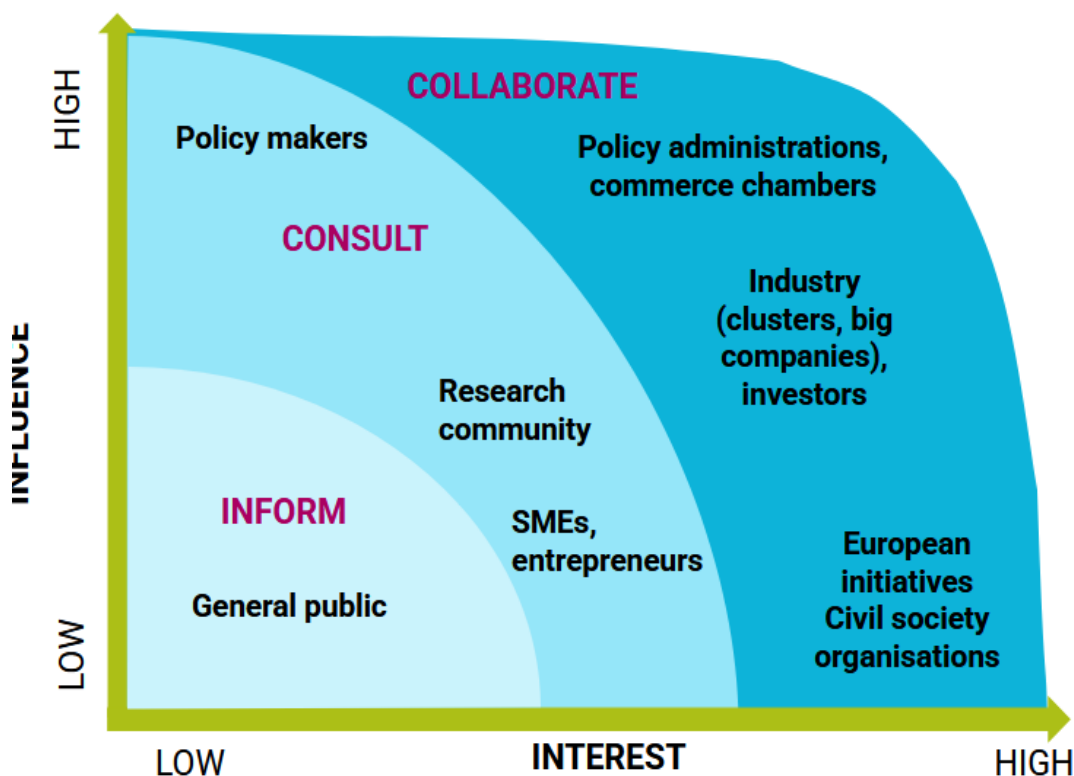 HIGH
COLLABORATE
Policy makers
Policy administrations,
commerce chambers
CONSULT
Industry
(clusters, big
companies),
investors
INFLUENCE
Research
community
INFORM
SMEs,
entrepreneurs
European
initiatives
General public
Civil society
organisations
LOW
LOW
INTEREST
HIGH